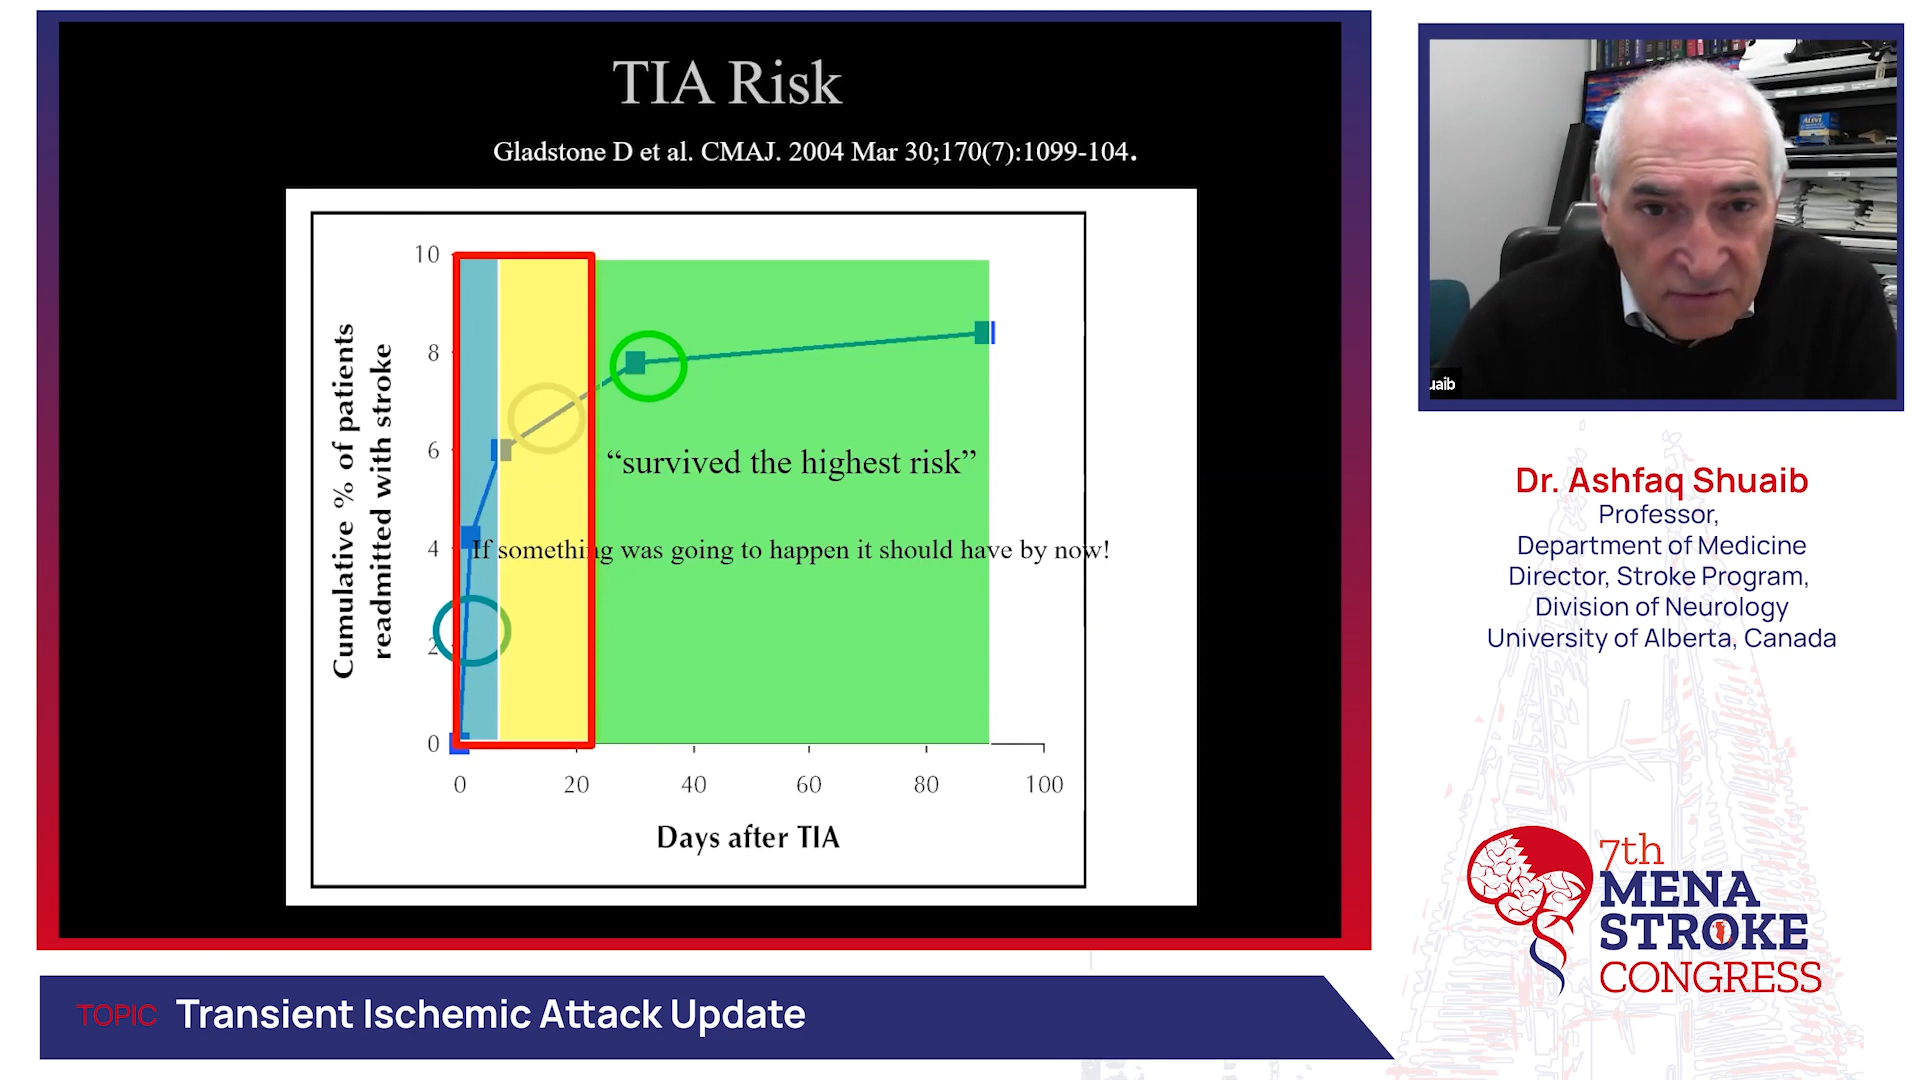 TIA Risk
Gladstone D et al. CMAJ. 2004 Mar 30;170(7):1099-104.
Cumulative % of patients
readmitted with stroke
10
8
6
4
2
0
“survived the highest risk”
If something was going to happen it should have by now!
0 20 40 60 80 100
Days after TIA
uaib
Dr. Ashfaq Shuaib
Professor,
Department of Medicine
Director, Stroke Program,
Division of Neurology
University of Alberta, Canada
7th
MENA
STROKE
CONGRESS
TOPIC Transient Ischemic Attack Update